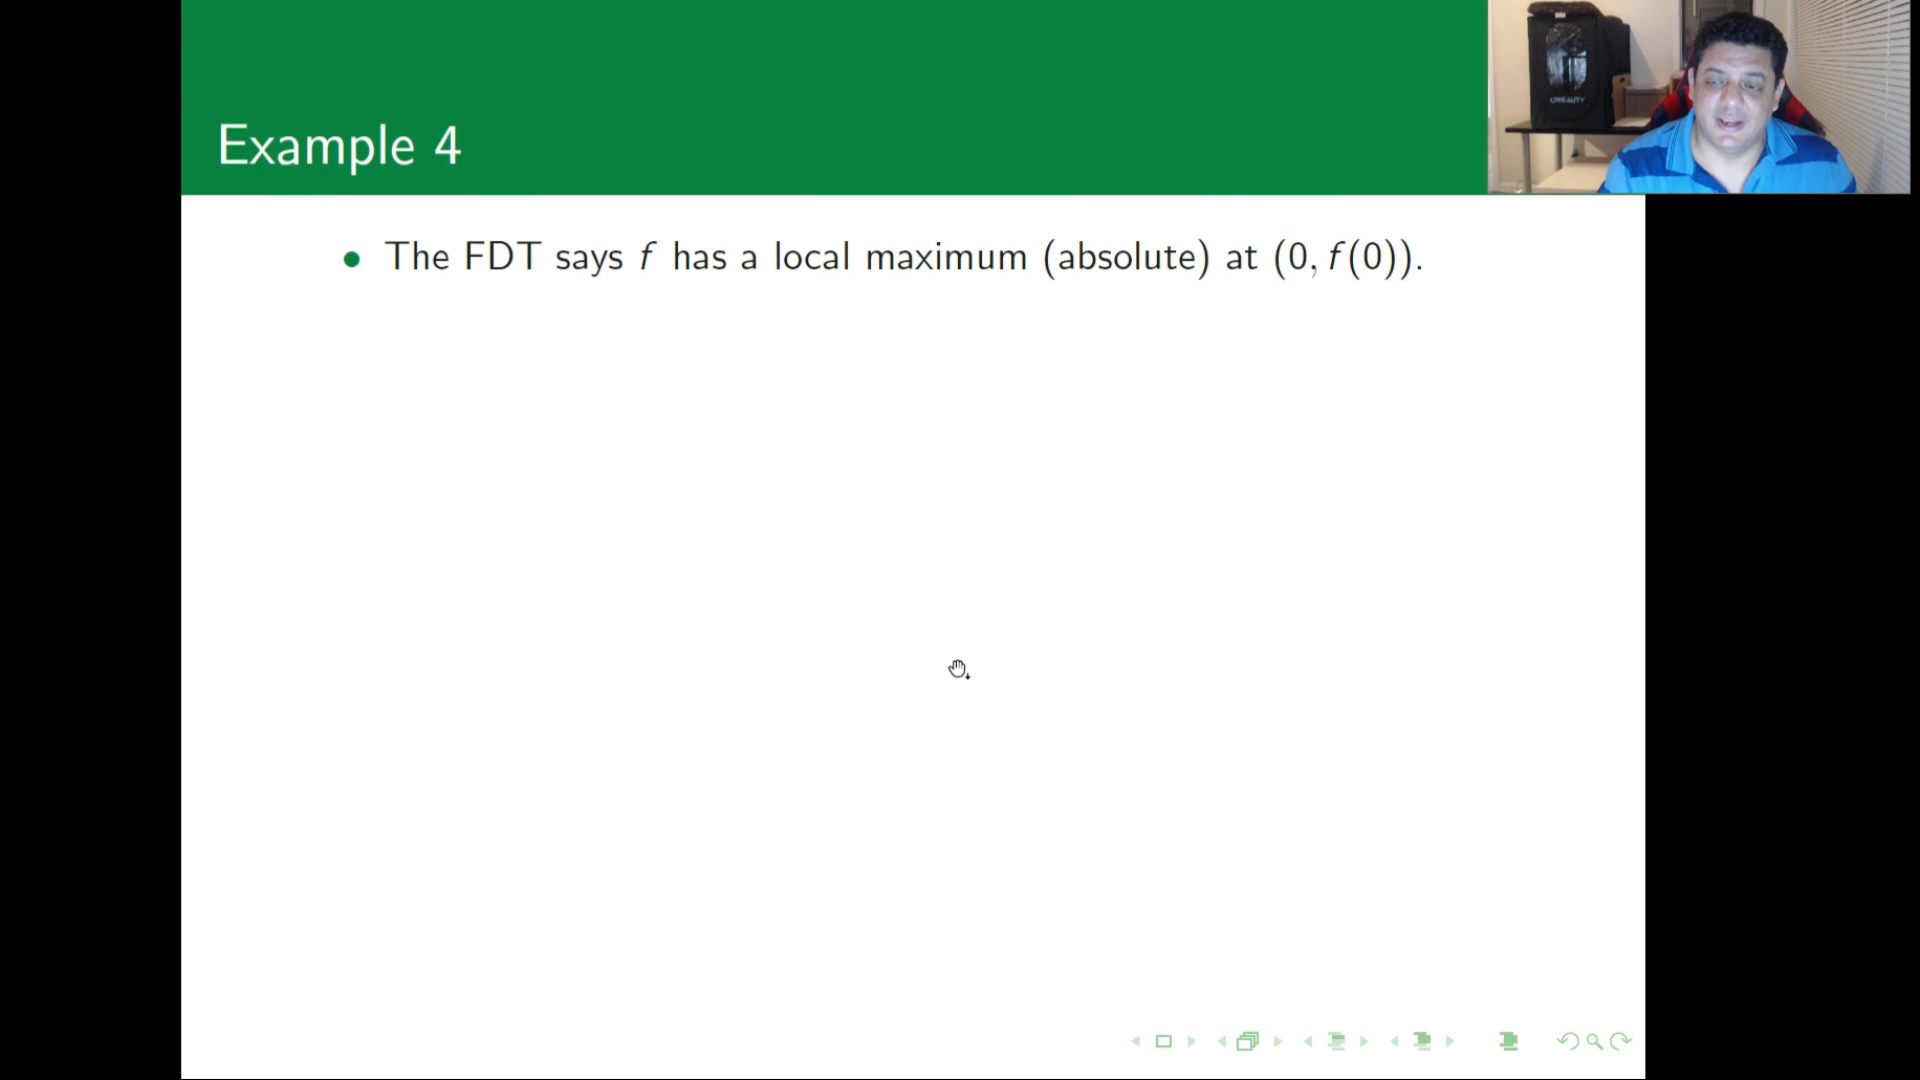 Example 4
• The FDT says f has a local maximum (absolute) at (0, f(0)).